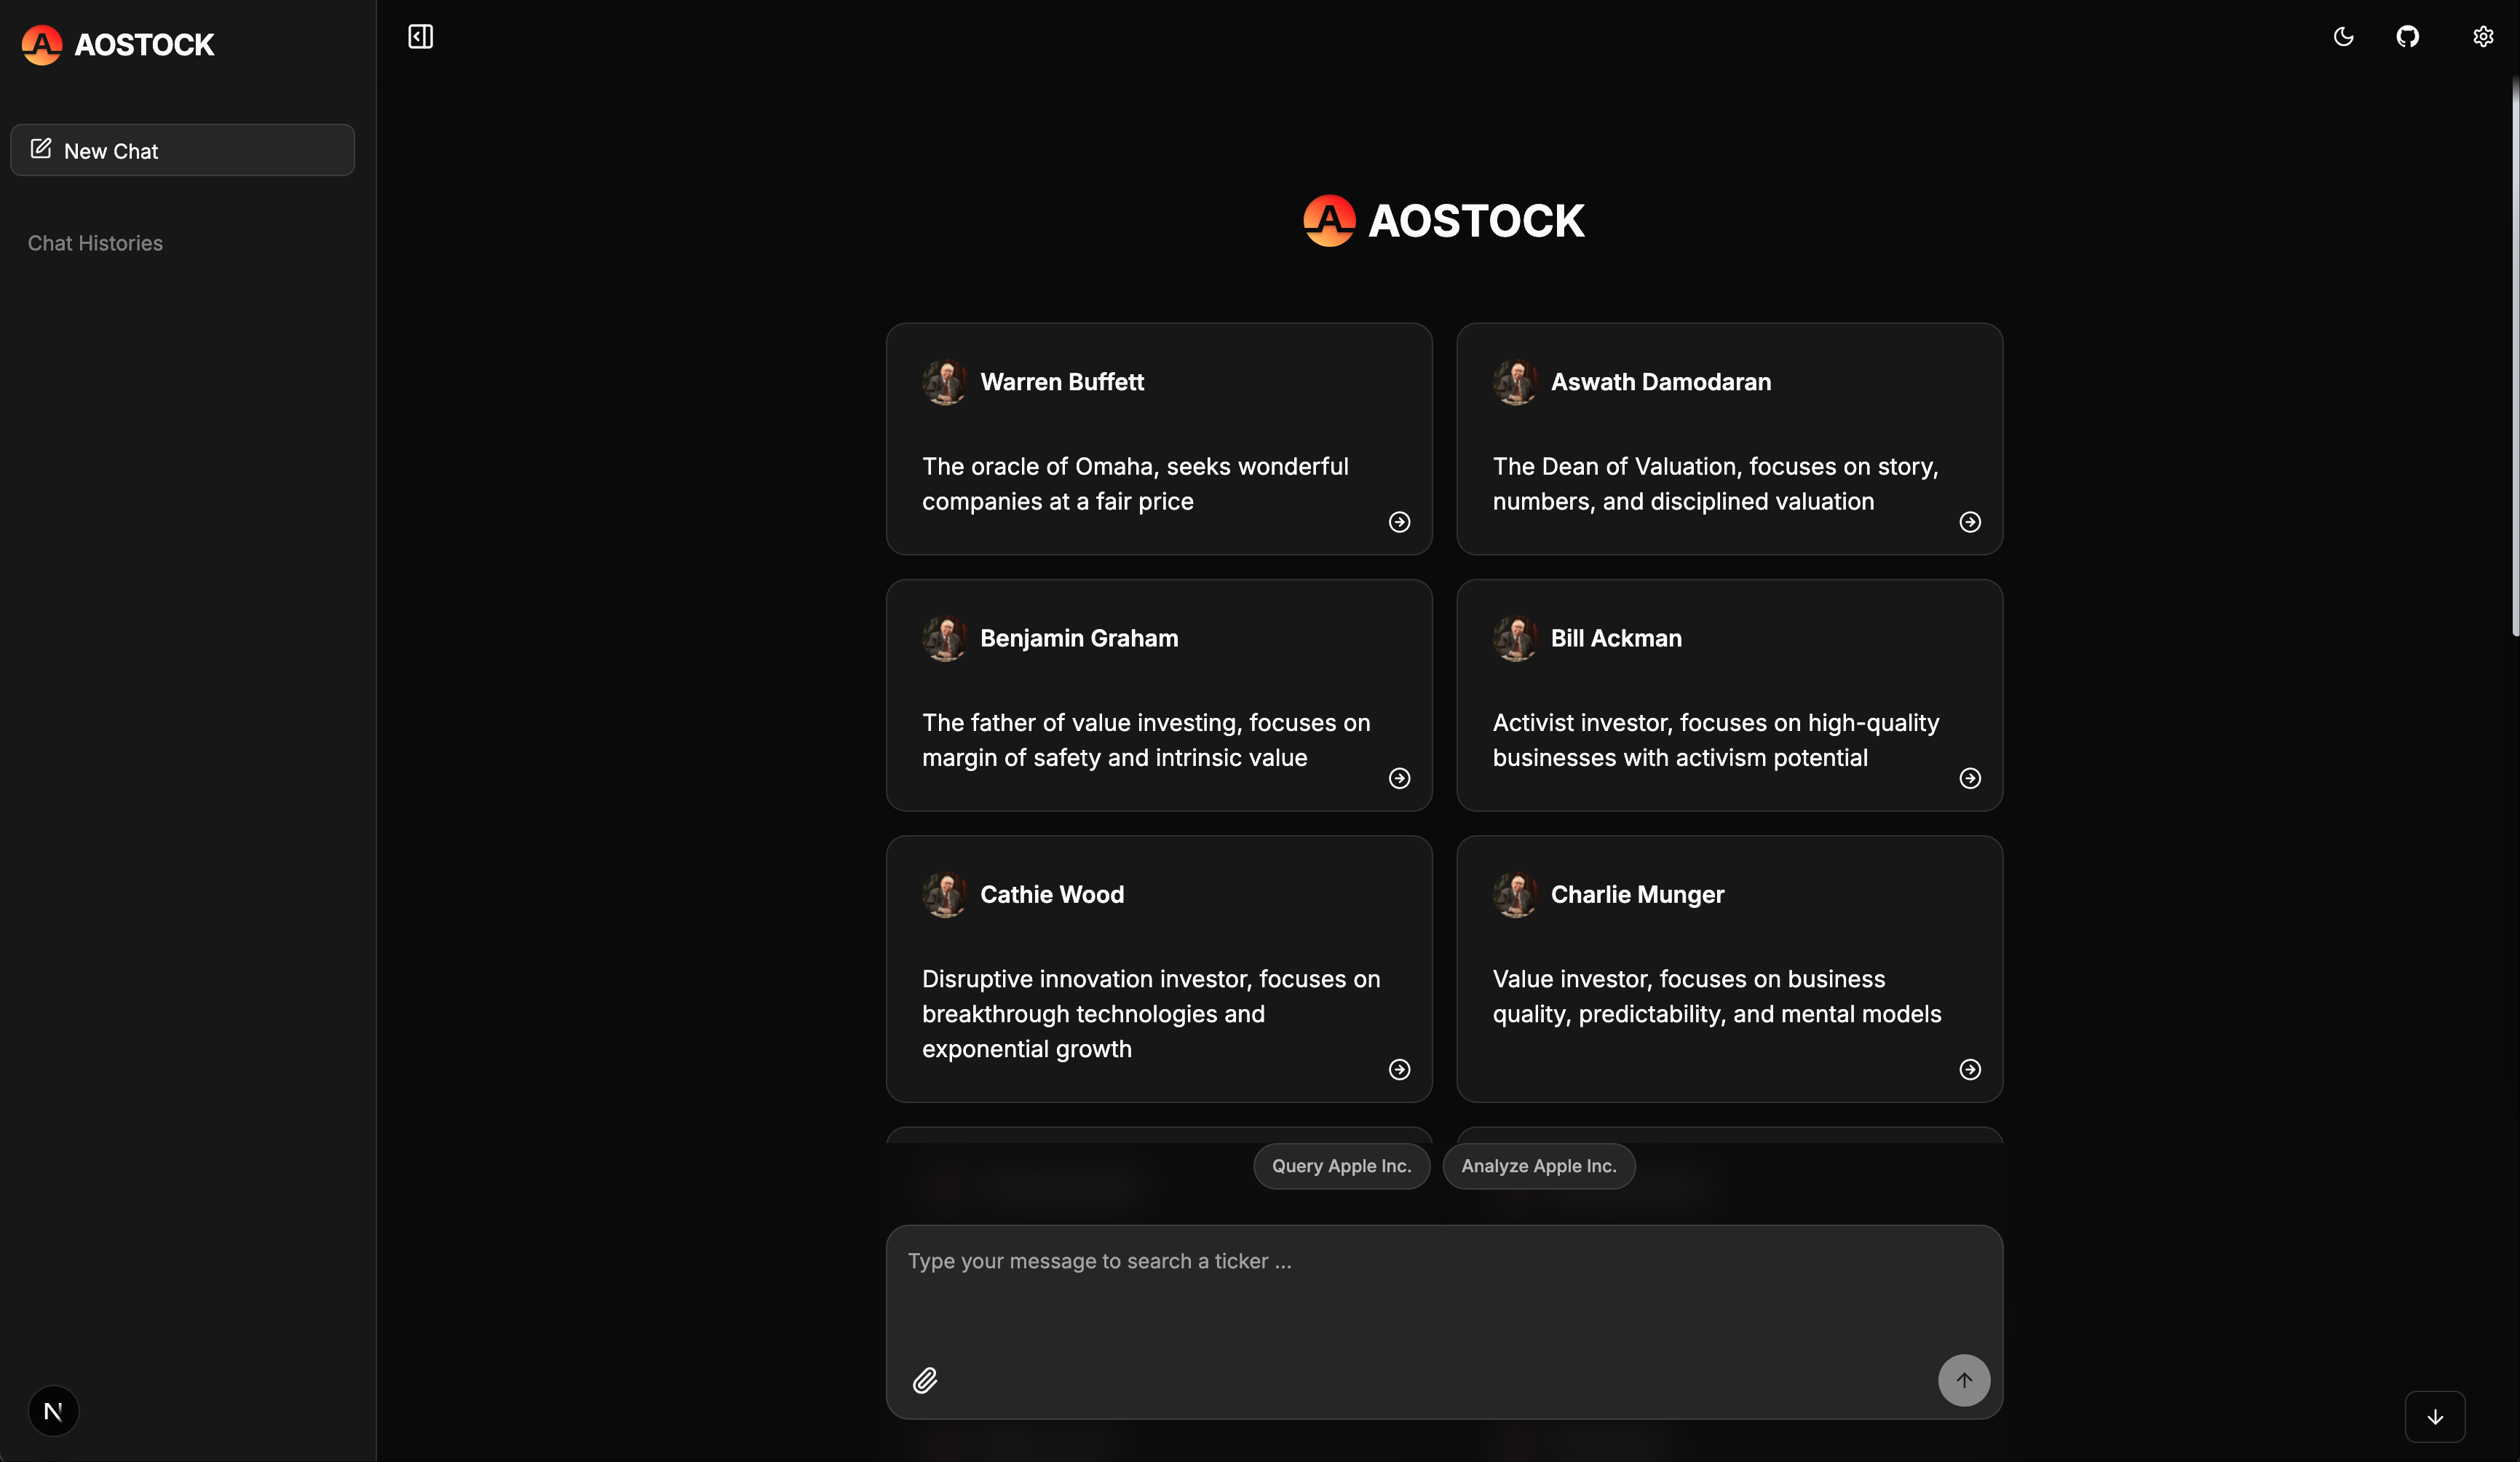 AOSTOCK
New Chat
Chat Histories
AOSTOCK
Warren Buffett
The oracle of Omaha, seeks wonderful
companies at a fair price
Aswath Damodaran
The Dean of Valuation, focuses on story,
numbers, and disciplined valuation
Benjamin Graham
The father of value investing, focuses on
margin of safety and intrinsic value
Bill Ackman
Activist investor, focuses on high-quality
businesses with activism potential
Cathie Wood
Disruptive innovation investor, focuses on
breakthrough technologies and
exponential growth
Charlie Munger
Value investor, focuses on business
quality, predictability, and mental models
Query Apple Inc.
Analyze Apple Inc.
Type your message to search a ticker ...
N